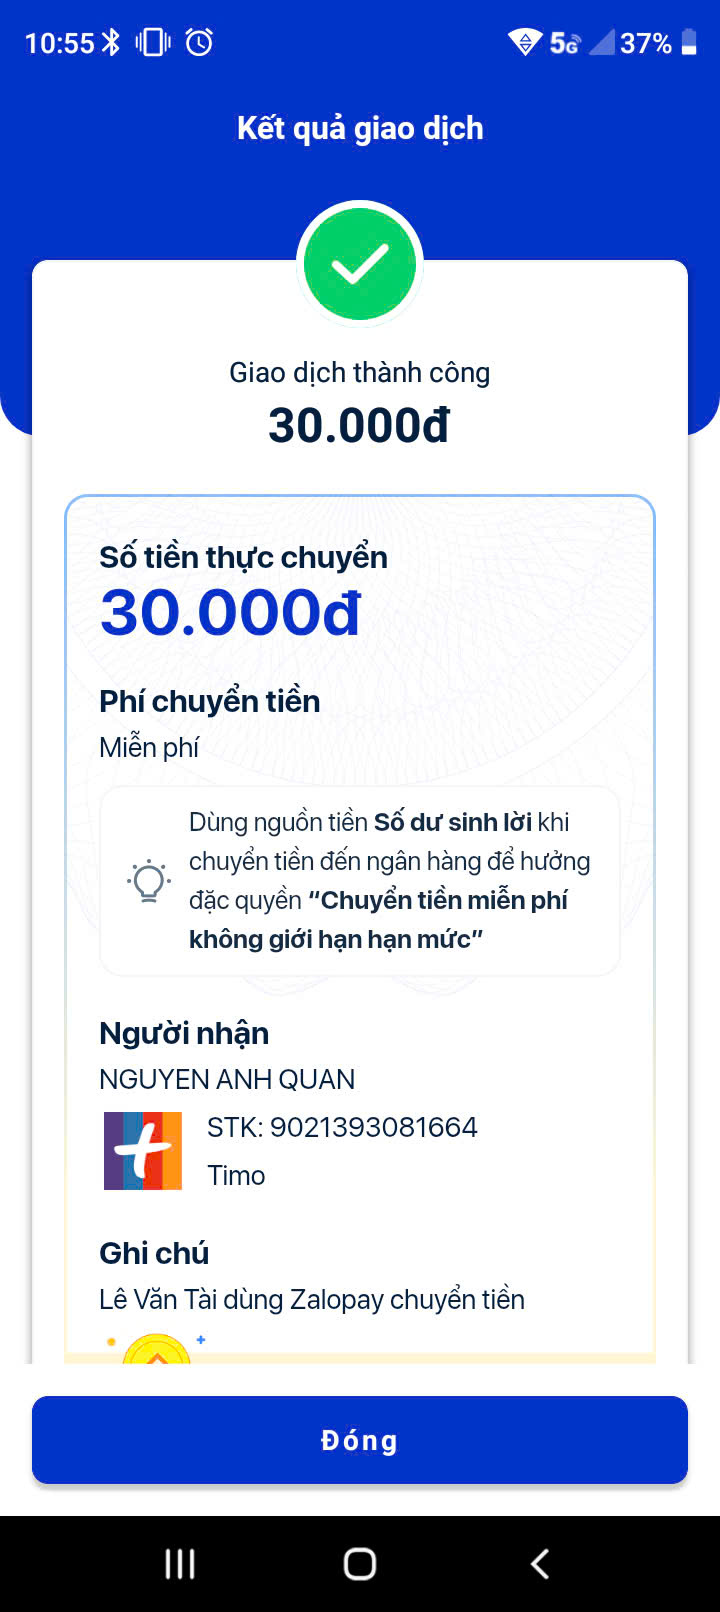 10:55 5G 37%
Kết quả giao dịch
Giao dịch thành công
30.000đ
Số tiền thực chuyển
30.000đ
Phí chuyển tiền
Miễn phí
Dùng nguồn tiền Số dư sinh lời khi
chuyển tiền đến ngân hàng để hưởng
đặc quyền “Chuyển tiền miễn phí
không giới hạn hạn mức”
Người nhận
NGUYEN ANH QUAN
STK: 9021393081664
Timo
Ghi chú
Lê Văn Tài dùng Zalopay chuyển tiền
Đóng